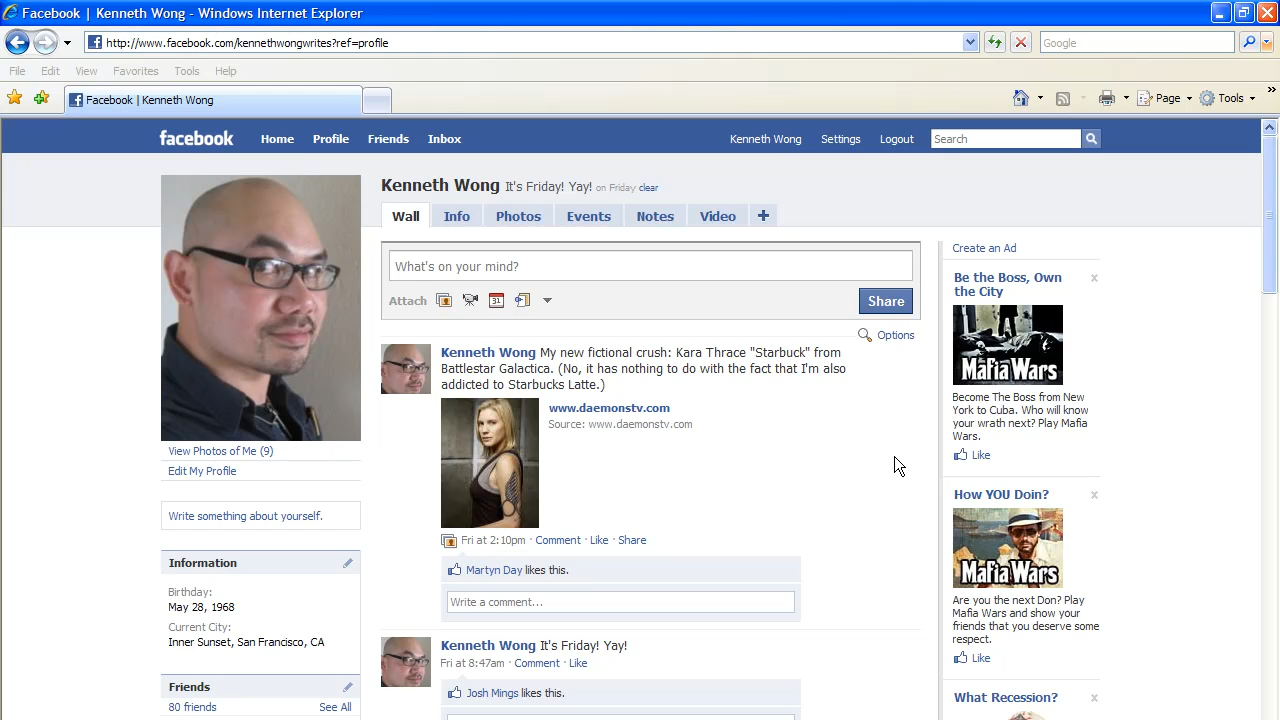 Facebook | Kenneth Wong - Windows Internet Explorer
http://www.facebook.com/kennethwongwrites?ref=profile
Google
File Edit View Favorites Tools Help
Facebook | Kenneth Wong
Page Tools
facebook Home Profile Friends Inbox Kenneth Wong Settings Logout Search
Kenneth Wong It's Friday! Yay! on Friday clear
Wall Info Photos Events Notes Video +
What's on your mind?
Attach 31 Share
Options
Kenneth Wong My new fictional crush: Kara Thrace "Starbuck" from
Battlestar Galactica. (No, it has nothing to do with the fact that I'm also
addicted to Starbucks Latte.)
www.daemonstv.com
Source: www.daemonstv.com
Fri at 2:10pm · Comment · Like · Share
Martyn Day likes this.
Write a comment...
Kenneth Wong It's Friday! Yay!
Fri at 8:47am · Comment · Like
Josh Mings likes this.
View Photos of Me (9)
Edit My Profile
Write something about yourself.
Information
Birthday:
May 28, 1968
Current City:
Inner Sunset, San Francisco, CA
Friends
80 friends See All
Create an Ad
Be the Boss, Own
the City
Mafia Wars
Become The Boss from New
York to Cuba. Who will know
your wrath next? Play Mafia
Wars.
Like
How YOU Doin?
Mafia Wars
Are you the next Don? Play
Mafia Wars and show your
friends that you deserve some
respect.
Like
What Recession?